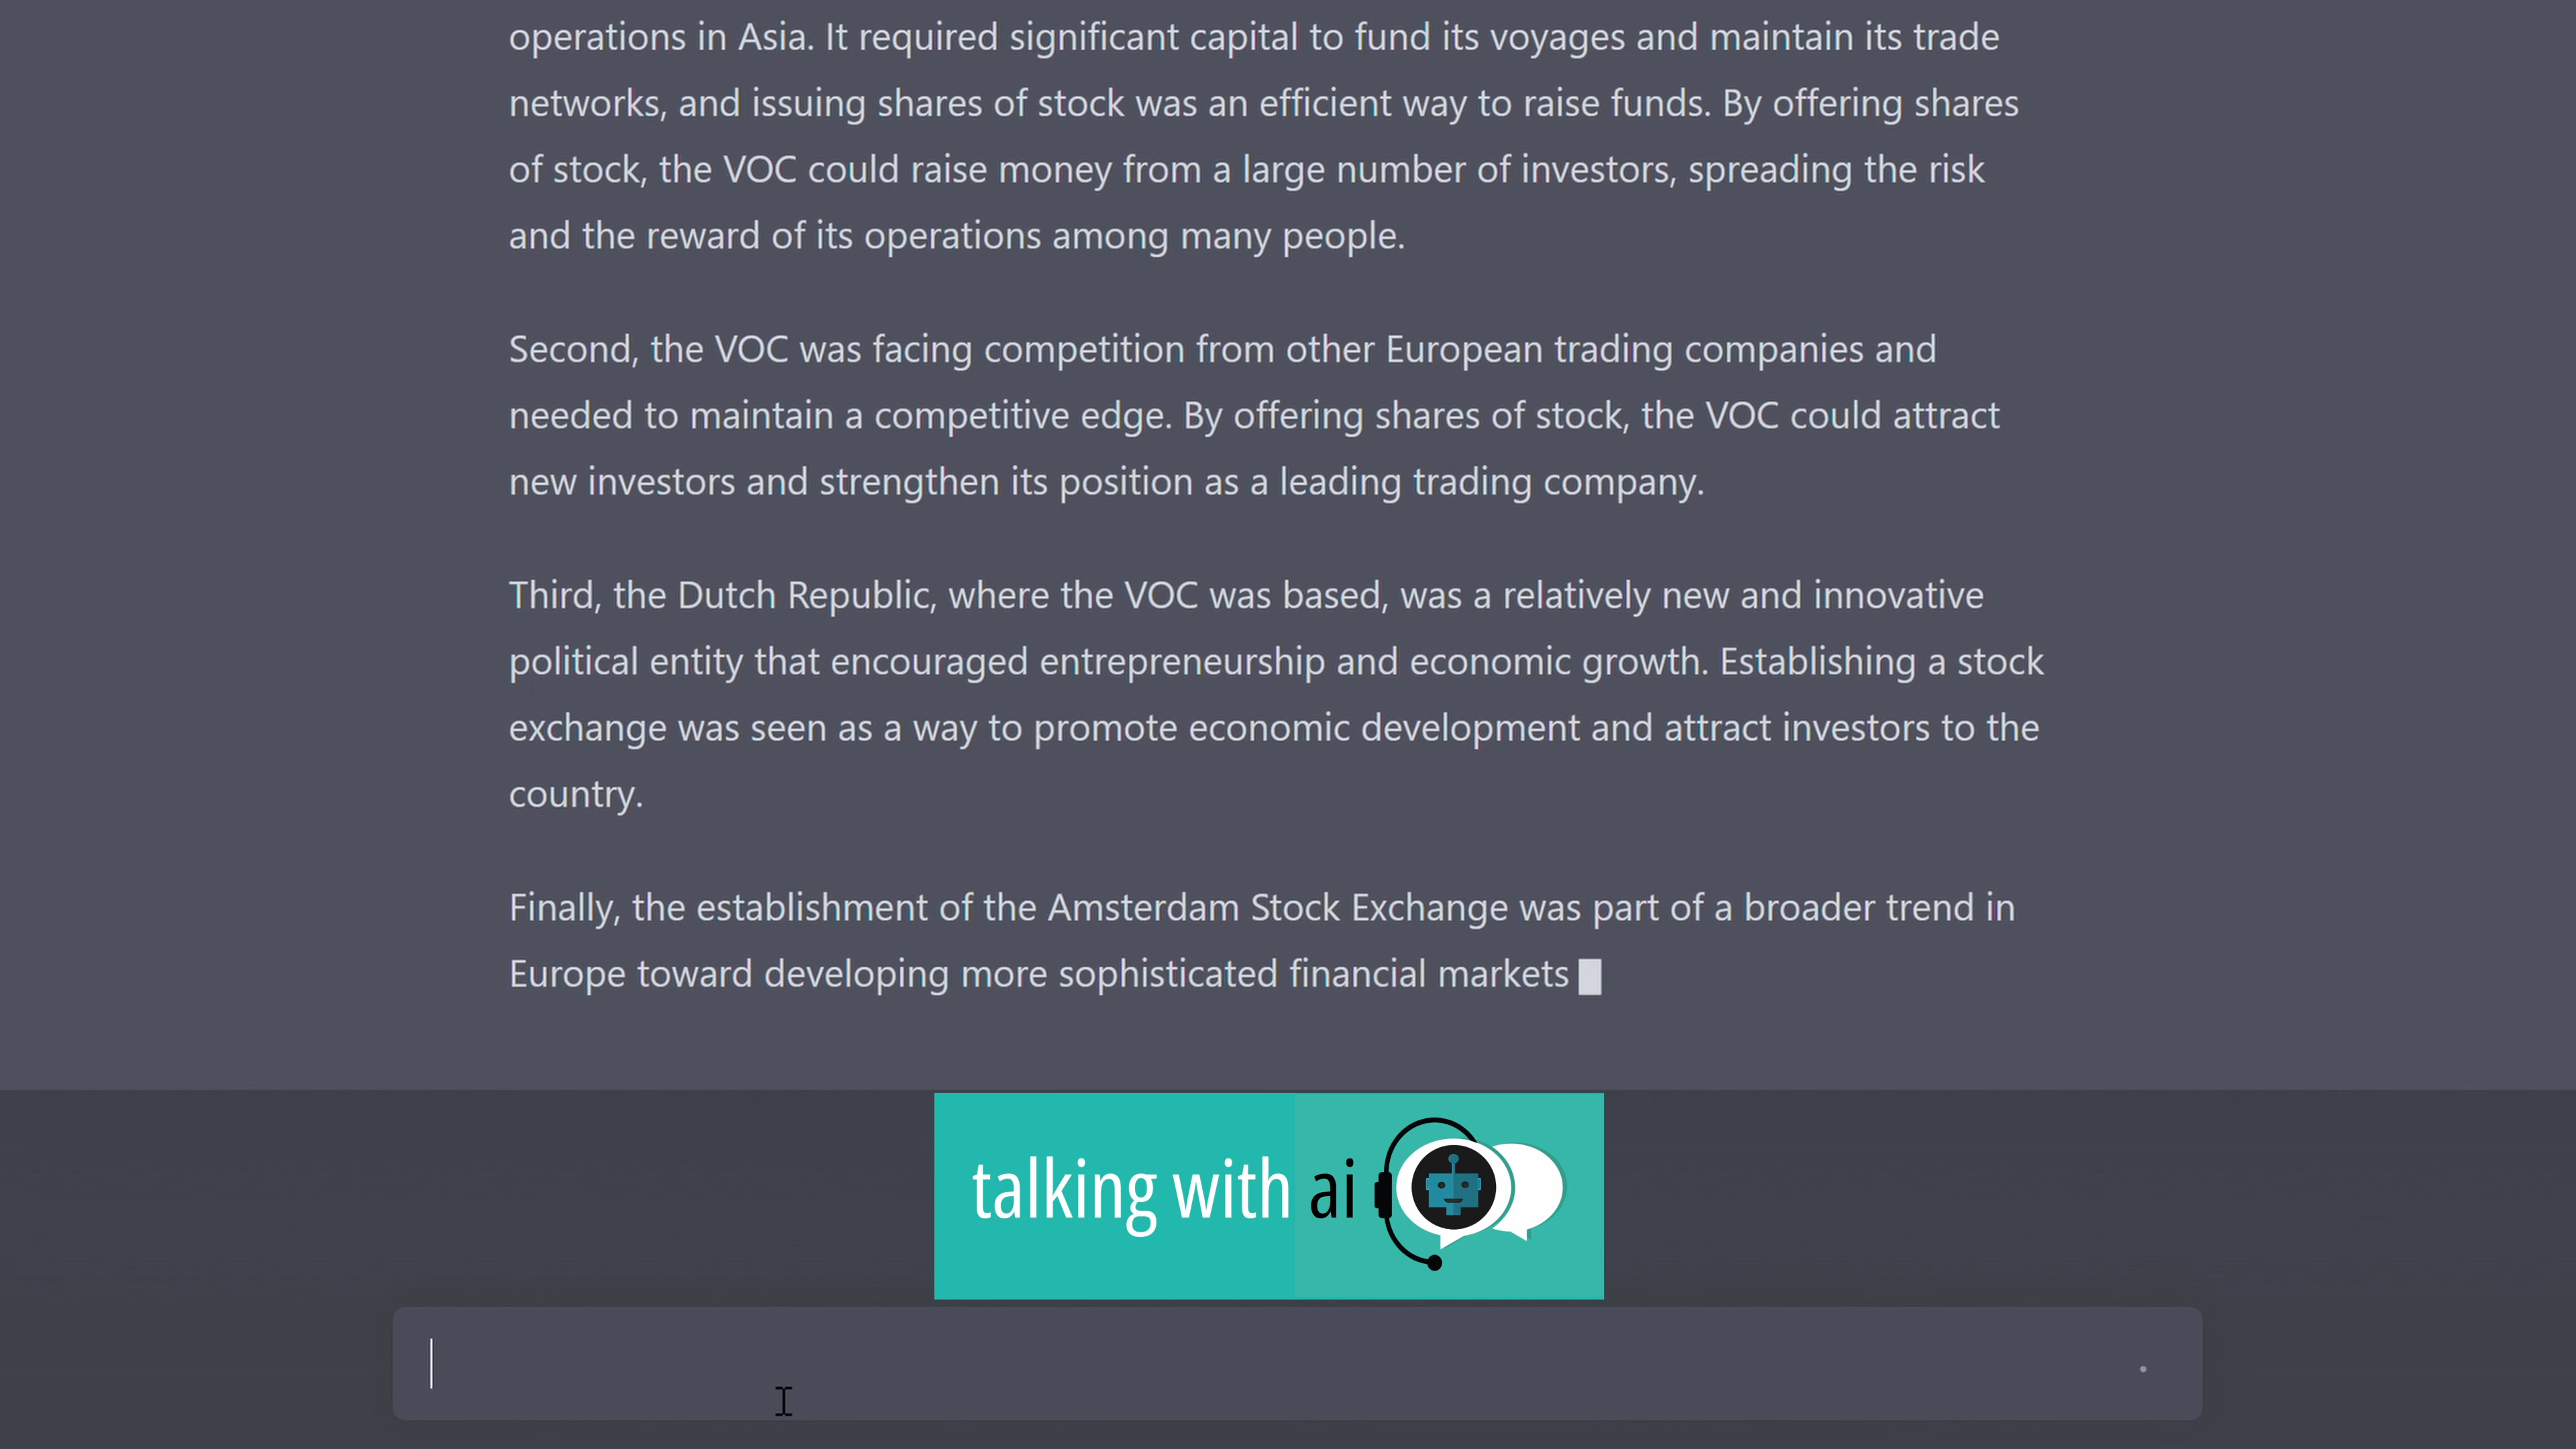 operations in Asia. It required significant capital to fund its voyages and maintain its trade
networks, and issuing shares of stock was an efficient way to raise funds. By offering shares
of stock, the VOC could raise money from a large number of investors, spreading the risk
and the reward of its operations among many people.
Second, the VOC was facing competition from other European trading companies and
needed to maintain a competitive edge. By offering shares of stock, the VOC could attract
new investors and strengthen its position as a leading trading company.
Third, the Dutch Republic, where the VOC was based, was a relatively new and innovative
political entity that encouraged entrepreneurship and economic growth. Establishing a stock
exchange was seen as a way to promote economic development and attract investors to the
country.
Finally, the establishment of the Amsterdam Stock Exchange was part of a broader trend in
Europe toward developing more sophisticated financial markets
talking with ai